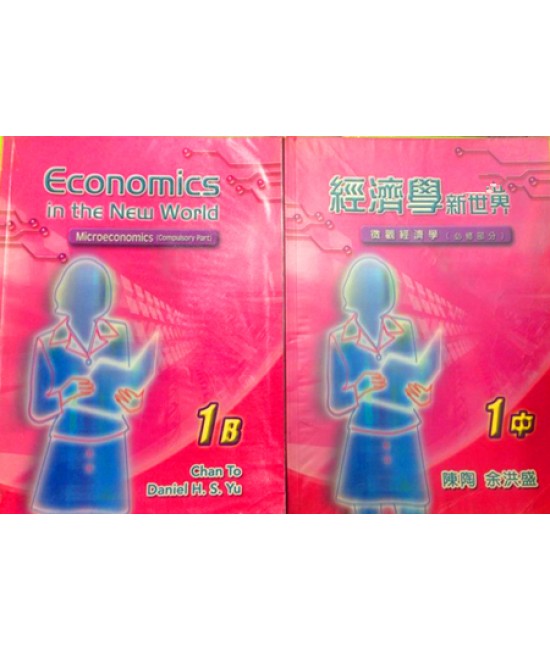 Economics
in the New World
Microeconomics (Compulsory Part)
1B
Chan To
Daniel H. S. Yu
經濟學新世界
微觀經濟學（必修部分）
1中
陳陶 余洪盛